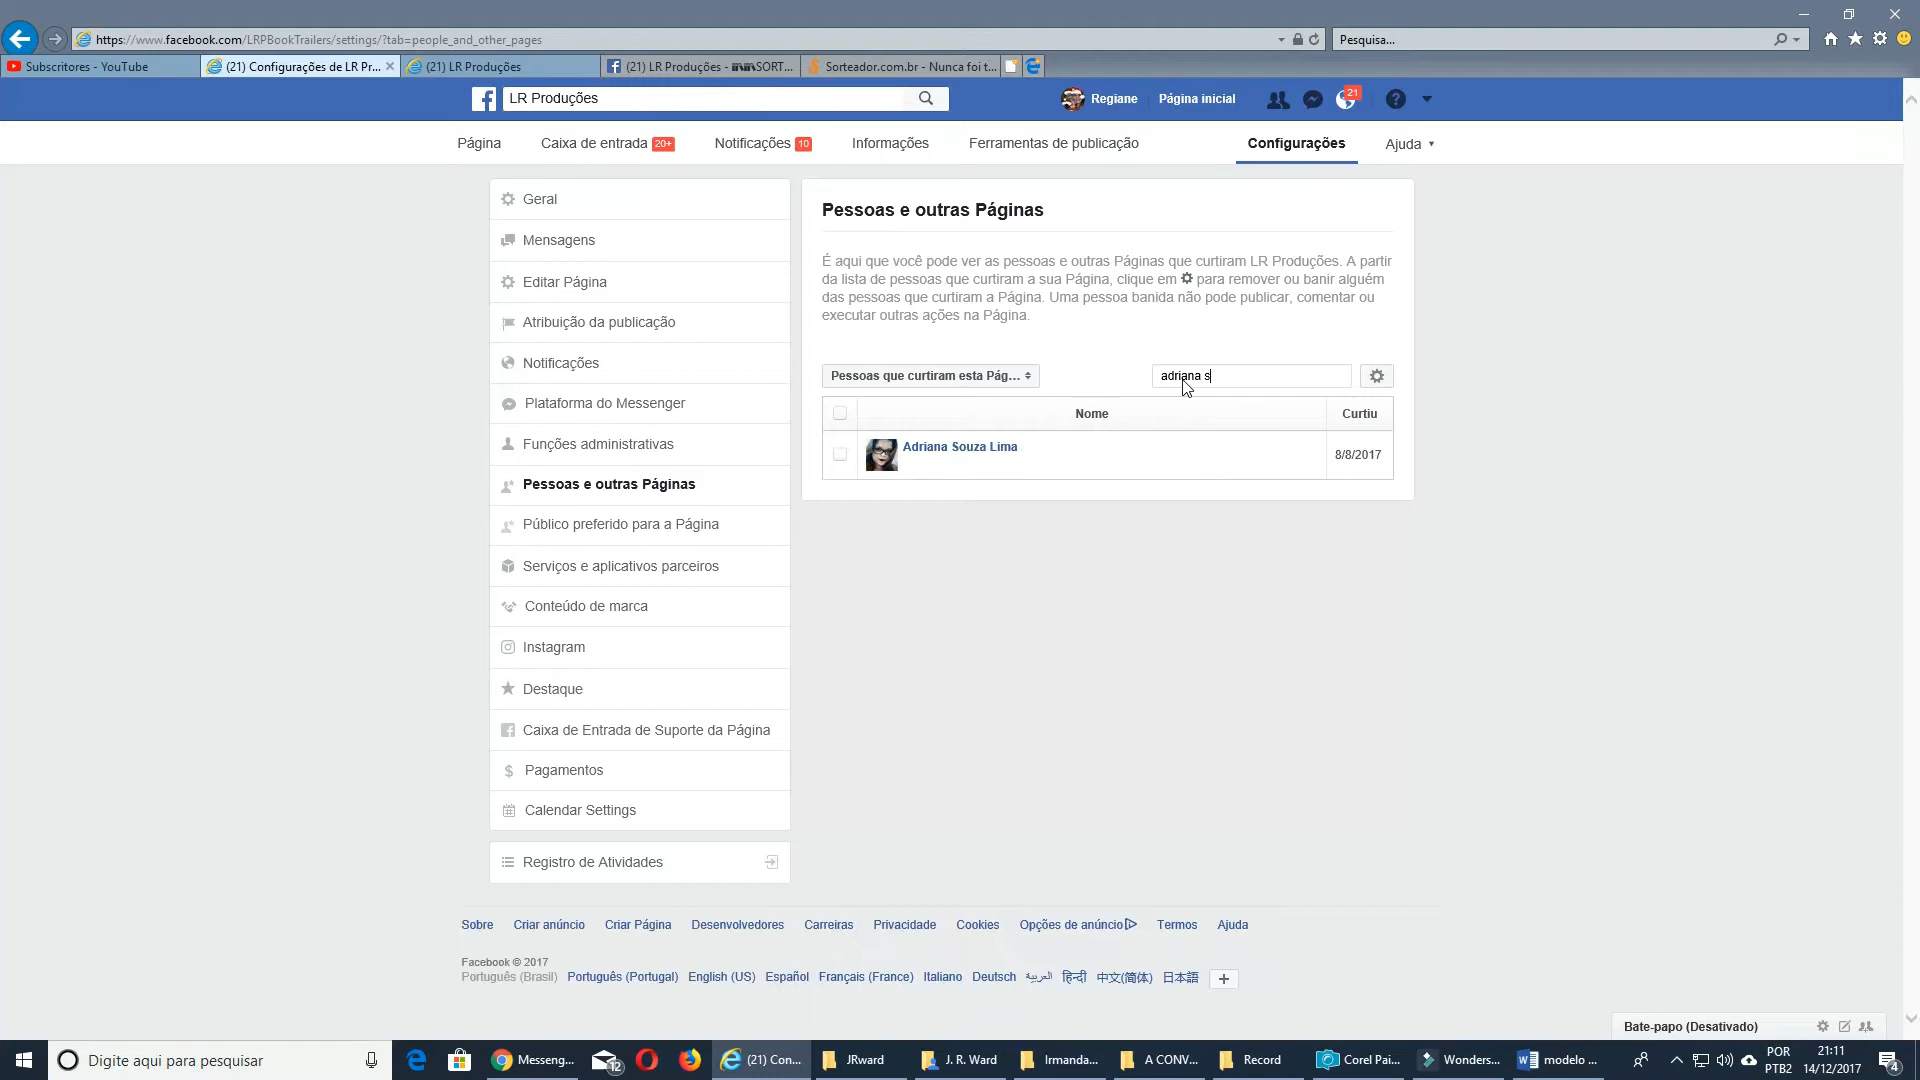 https://www.facebook.com/LRPBookTrailers/settings/?tab=people_and_other_pages
Pesquisa...
Subscritores - YouTube
(21) Configurações de LR Pr...
(21) LR Produções
(21) LR Produções -
SORT...
Sorteador.com.br - Nunca foi t...
LR Produções
Regiane
Página inicial
21
Página
Caixa de entrada 20+
Notificações 10
Informações
Ferramentas de publicação
Configurações
Ajuda
Geral
Mensagens
Editar Página
Atribuição da publicação
Notificações
Plataforma do Messenger
Funções administrativas
Pessoas e outras Páginas
Público preferido para a Página
Serviços e aplicativos parceiros
Conteúdo de marca
Instagram
Destaque
Caixa de Entrada de Suporte da Página
Pagamentos
Calendar Settings
Registro de Atividades
Pessoas e outras Páginas
É aqui que você pode ver as pessoas e outras Páginas que curtiram LR Produções. A partir
da lista de pessoas que curtiram a sua Página, clique em para remover ou banir alguém
das pessoas que curtiram a Página. Uma pessoa banida não pode publicar, comentar ou
executar outras ações na Página.
Pessoas que curtiram esta Pág...
adriana s
Nome
Curtiu
Adriana Souza Lima
8/8/2017
Sobre Criar anúncio Criar Página Desenvolvedores Carreiras Privacidade Cookies Opções de anúncio Termos Ajuda
Facebook © 2017
Português (Brasil) Português (Portugal) English (US) Español Français (France) Italiano Deutsch العربية हिन्दी 中文(简体) 日本語 +
Bate-papo (Desativado)
Digite aqui para pesquisar
Messeng...
12
(21) Con...
JRward
J. R. Ward
Irmanda...
A CONV...
Record
Corel Pai...
Wonders...
modelo ...
POR
PTB2
21:11
14/12/2017
4